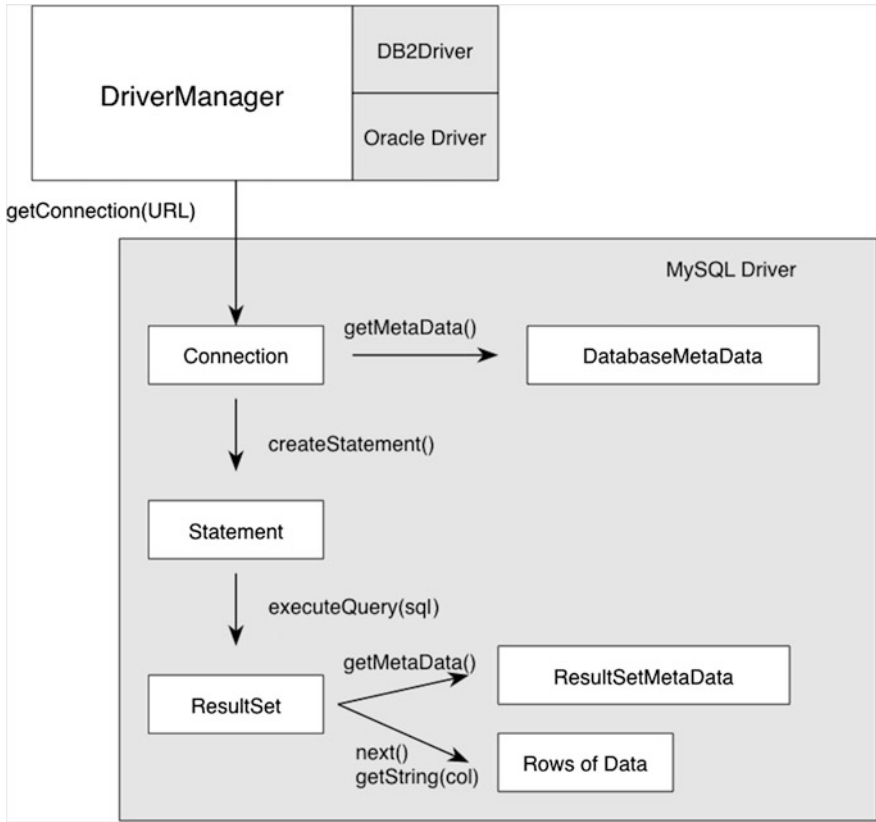 DriverManager
DB2Driver
Oracle Driver
getConnection(URL)
MySQL Driver
Connection
getMetaData()
DatabaseMetaData
createStatement()
Statement
executeQuery(sql)
ResultSet
getMetaData()
ResultSetMetaData
next()
getString(col)
Rows of Data